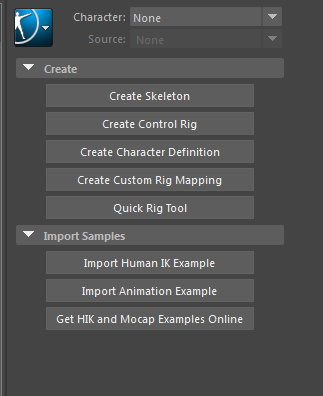 Character: None
Source: None
Create
Create Skeleton
Create Control Rig
Create Character Definition
Create Custom Rig Mapping
Quick Rig Tool
Import Samples
Import Human IK Example
Import Animation Example
Get HIK and Mocap Examples Online